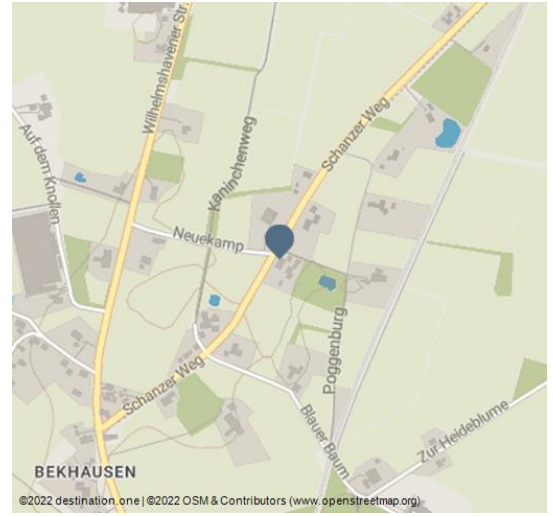 Wilhelmshavener Str.
Schanzer Weg
Auf dem Knollen
Kaninchenweg
Neuekamp
Poggenburg
Schanzer Weg
Blauer Baum
Zur Heideblume
BEKHAUSEN
©2022 destination.one | ©2022 OSM & Contributors (www.openstreetmap.org)